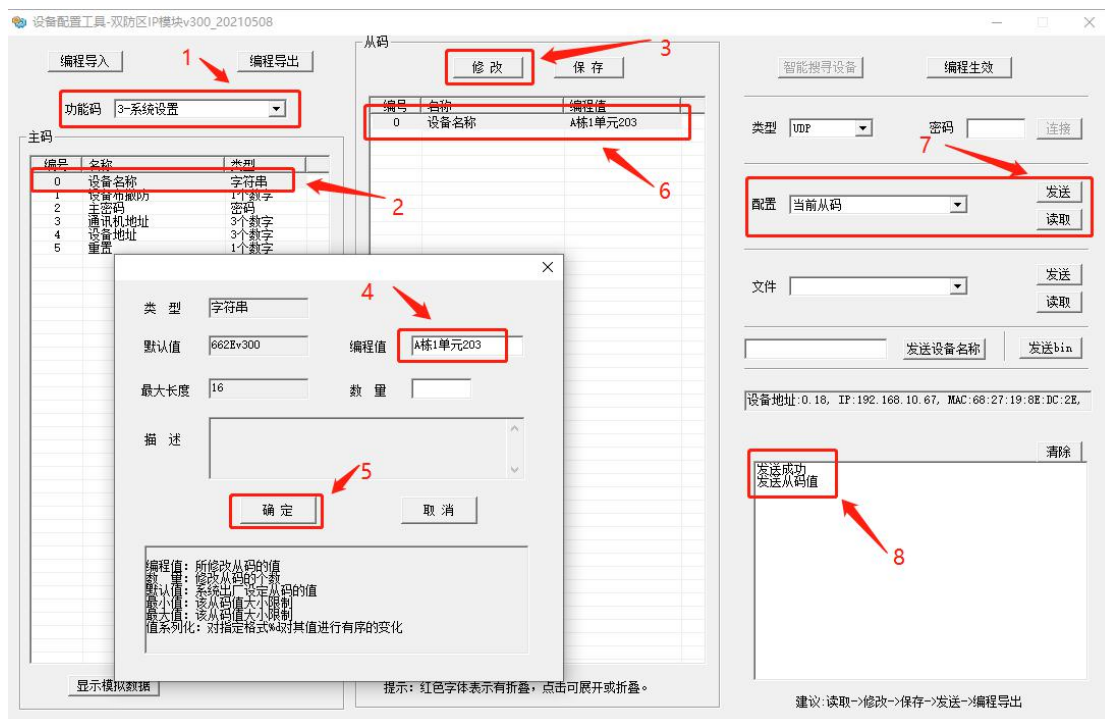 设备配置工具-双防区IP模块v300_20210508
编程导入
1
编程导出
功能码 3-系统设置
主码
编号 名称 类型
0 设备名称 字符串
1 设备布撤防 1个数字
2 主密码 密码
3 通讯机地址 3个数字
4 设备地址 3个数字
5 重置 1个数字
2
显示模拟数据
从码
修 改
3
保 存
编号 名称 编程值
0 设备名称 A栋1单元203
6
类 型 字符串
4
默认值 662Ev300
编程值 A栋1单元203
最大长度 16
数 量
描 述
5
确 定
取 消
编程值：所修改从码的值
数 量：修改从码的个数
默认值：系统出厂设定从码的值
最小值：该从码值大小限制
最大值：该从码值大小限制
值系列化：对指定格式%d对其值进行有序的变化
提示：红色字体表示有折叠，点击可展开或折叠。
智能搜寻设备
编程生效
类型 UDP
密码
连接
7
配置 当前从码
发送
读取
文件
发送
读取
发送设备名称
发送bin
设备地址:0.18, IP:192.168.10.67, MAC:68:27:19:8E:DC:2E,
清除
发送成功
发送从码值
8
建议:读取->修改->保存->发送->编程导出